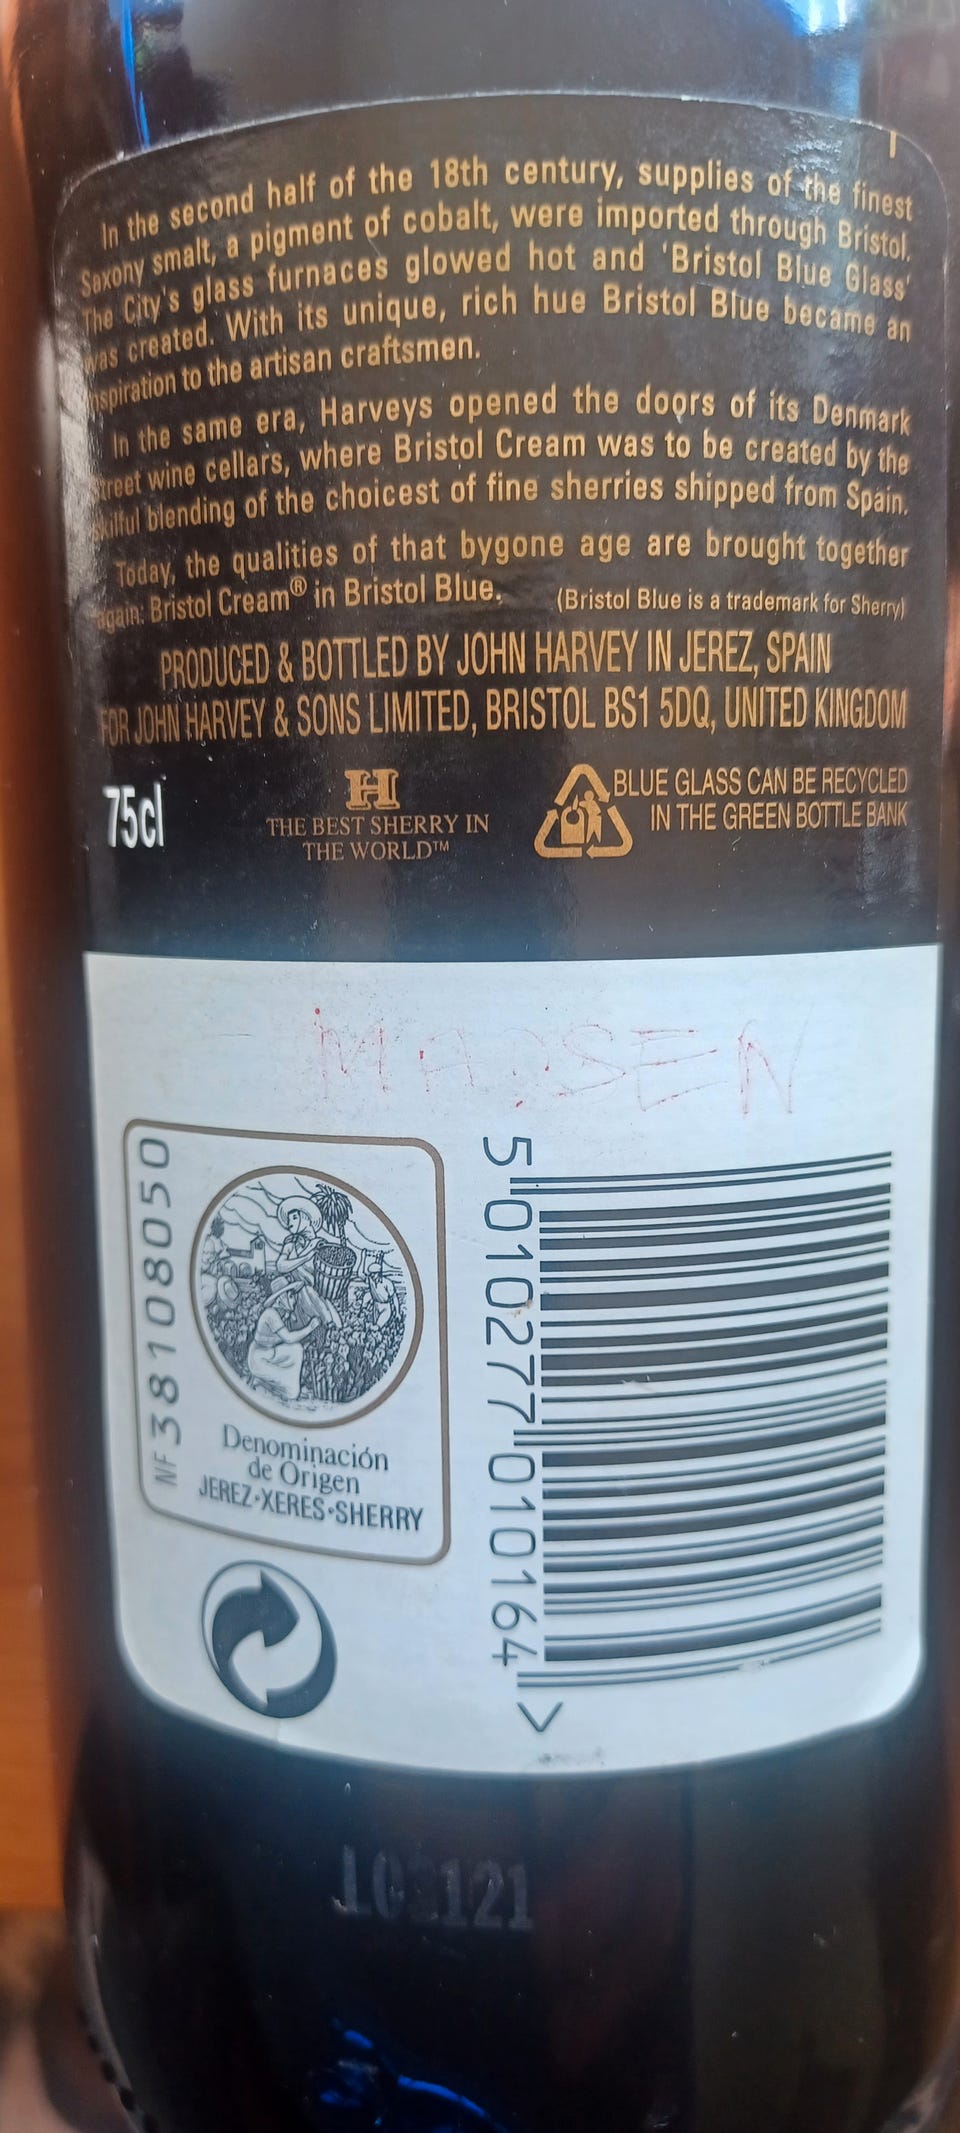 In the second half of the 18th century, supplies of the finest
Saxony smalt, a pigment of cobalt, were imported through Bristol.
The City's glass furnaces glowed hot and 'Bristol Blue Glass'
was created. With its unique, rich hue Bristol Blue became an
nspiration to the artisan craftsmen.
In the same era, Harveys opened the doors of its Denmark
treet wine cellars, where Bristol Cream was to be created by the
skilful blending of the choicest of fine sherries shipped from Spain.
Today, the qualities of that bygone age are brought together
again: Bristol Cream® in Bristol Blue. (Bristol Blue is a trademark for Sherry)
PRODUCED & BOTTLED BY JOHN HARVEY IN JEREZ, SPAIN
FOR JOHN HARVEY & SONS LIMITED, BRISTOL BS1 5DQ, UNITED KINGDOM
75cl
H
THE BEST SHERRY IN
THE WORLD™
BLUE GLASS CAN BE RECYCLED
IN THE GREEN BOTTLE BANK
NF 38108050
Denominación
de Origen
JEREZ·XERES·SHERRY
5 010277 010164 >